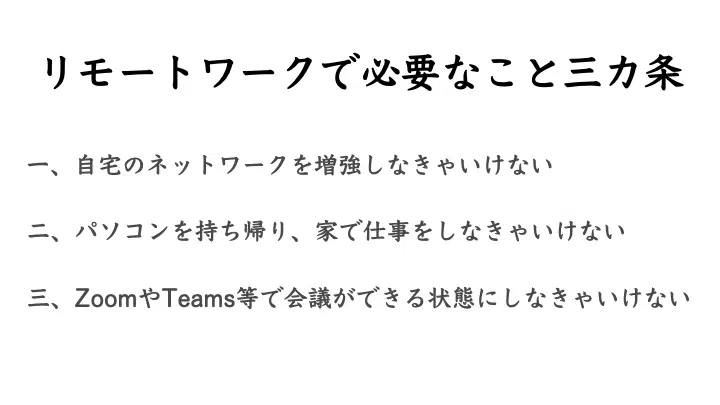 リモートワークで必要なこと三カ条
一、自宅のネットワークを増強しなきゃいけない
二、パソコンを持ち帰り、家で仕事をしなきゃいけない
三、ZoomやTeams等で会議ができる状態にしなきゃいけない